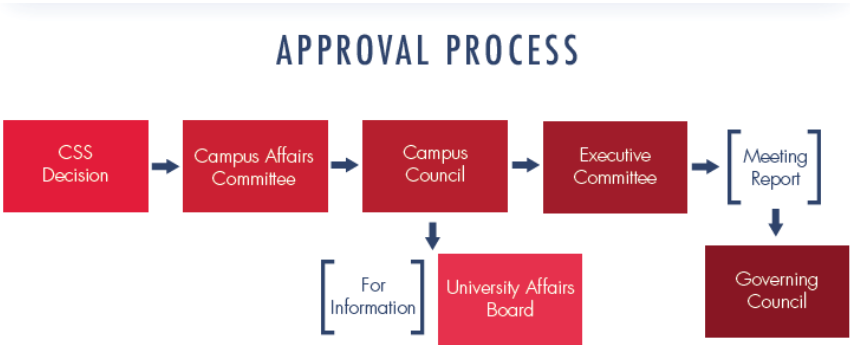 APPROVAL PROCESS
CSS
Decision
Campus Affairs
Committee
Campus
Council
Executive
Committee
Meeting
Report
For
Information
University Affairs
Board
Governing
Council